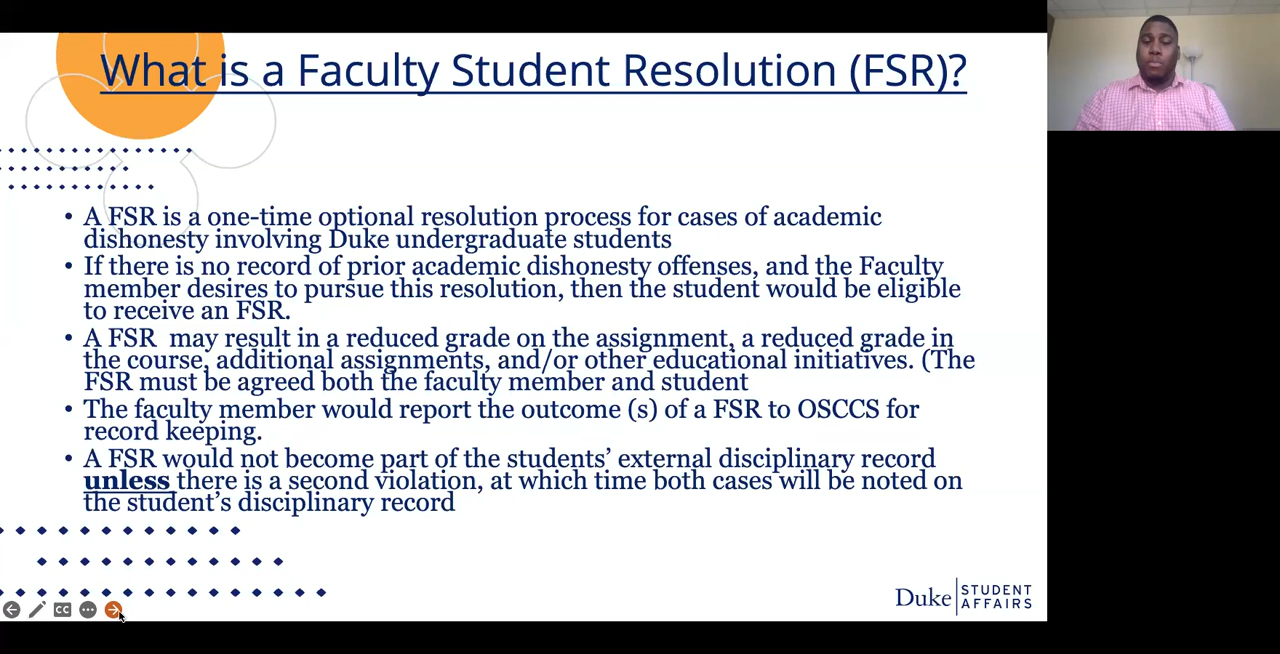 What is a Faculty Student Resolution (FSR)?
• A FSR is a one-time optional resolution process for cases of academic
dishonesty involving Duke undergraduate students
• If there is no record of prior academic dishonesty offenses, and the Faculty
member desires to pursue this resolution, then the student would be eligible
to receive an FSR.
• A FSR  may result in a reduced grade on the assignment, a reduced grade in
the course, additional assignments, and/or other educational initiatives. (The
FSR must be agreed both the faculty member and student
• The faculty member would report the outcome (s) of a FSR to OSCCS for
record keeping.
• A FSR would not become part of the students’ external disciplinary record
unless there is a second violation, at which time both cases will be noted on
the student’s disciplinary record
CC
Duke
STUDENT
AFFAIRS